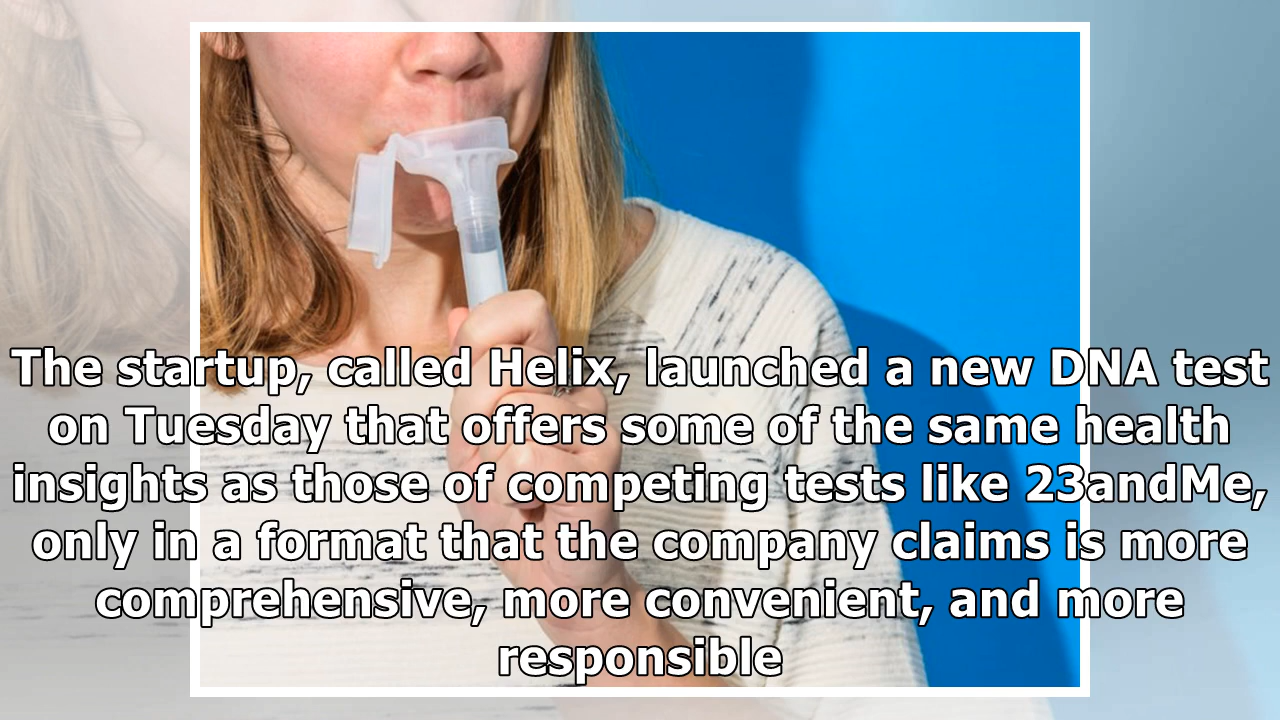 The startup, called Helix, launched a new DNA test
on Tuesday that offers some of the same health
insights as those of competing tests like 23andMe,
only in a format that the company claims is more
comprehensive, more convenient, and more
responsible